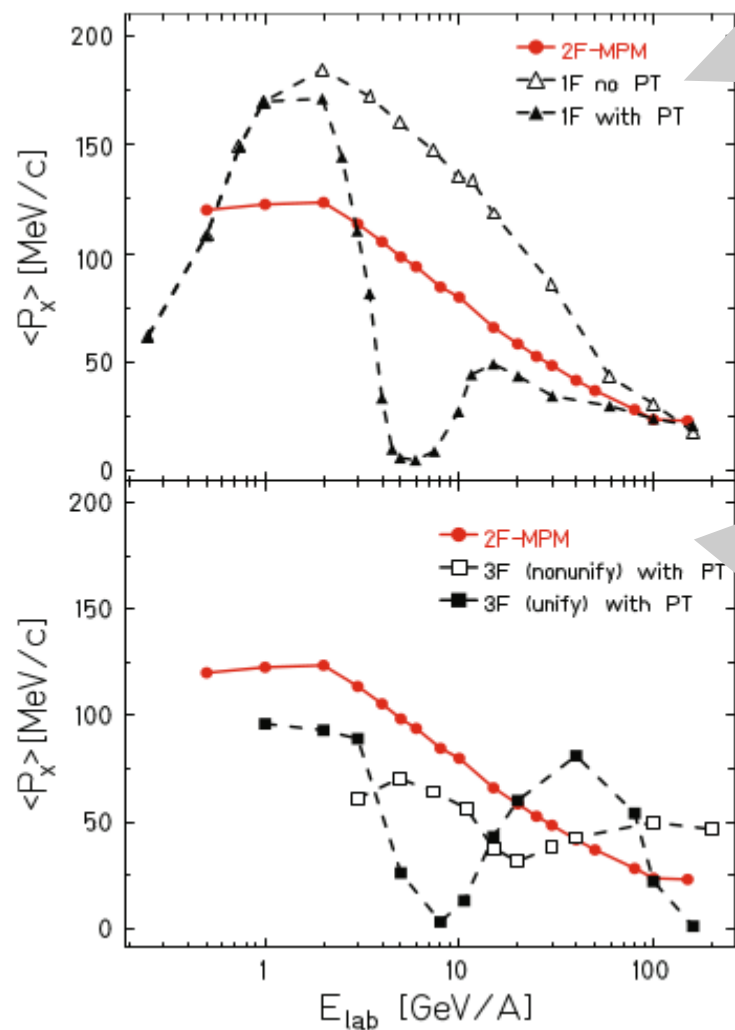 200
150
100
50
0
<P_x> [MeV/c]
2F-MPM
1F no PT
1F with PT
200
150
100
50
0
<P_x> [MeV/c]
2F-MPM
3F (nonunify) with PT
3F (unify) with PT
1 10 100
E_lab [GeV/A]